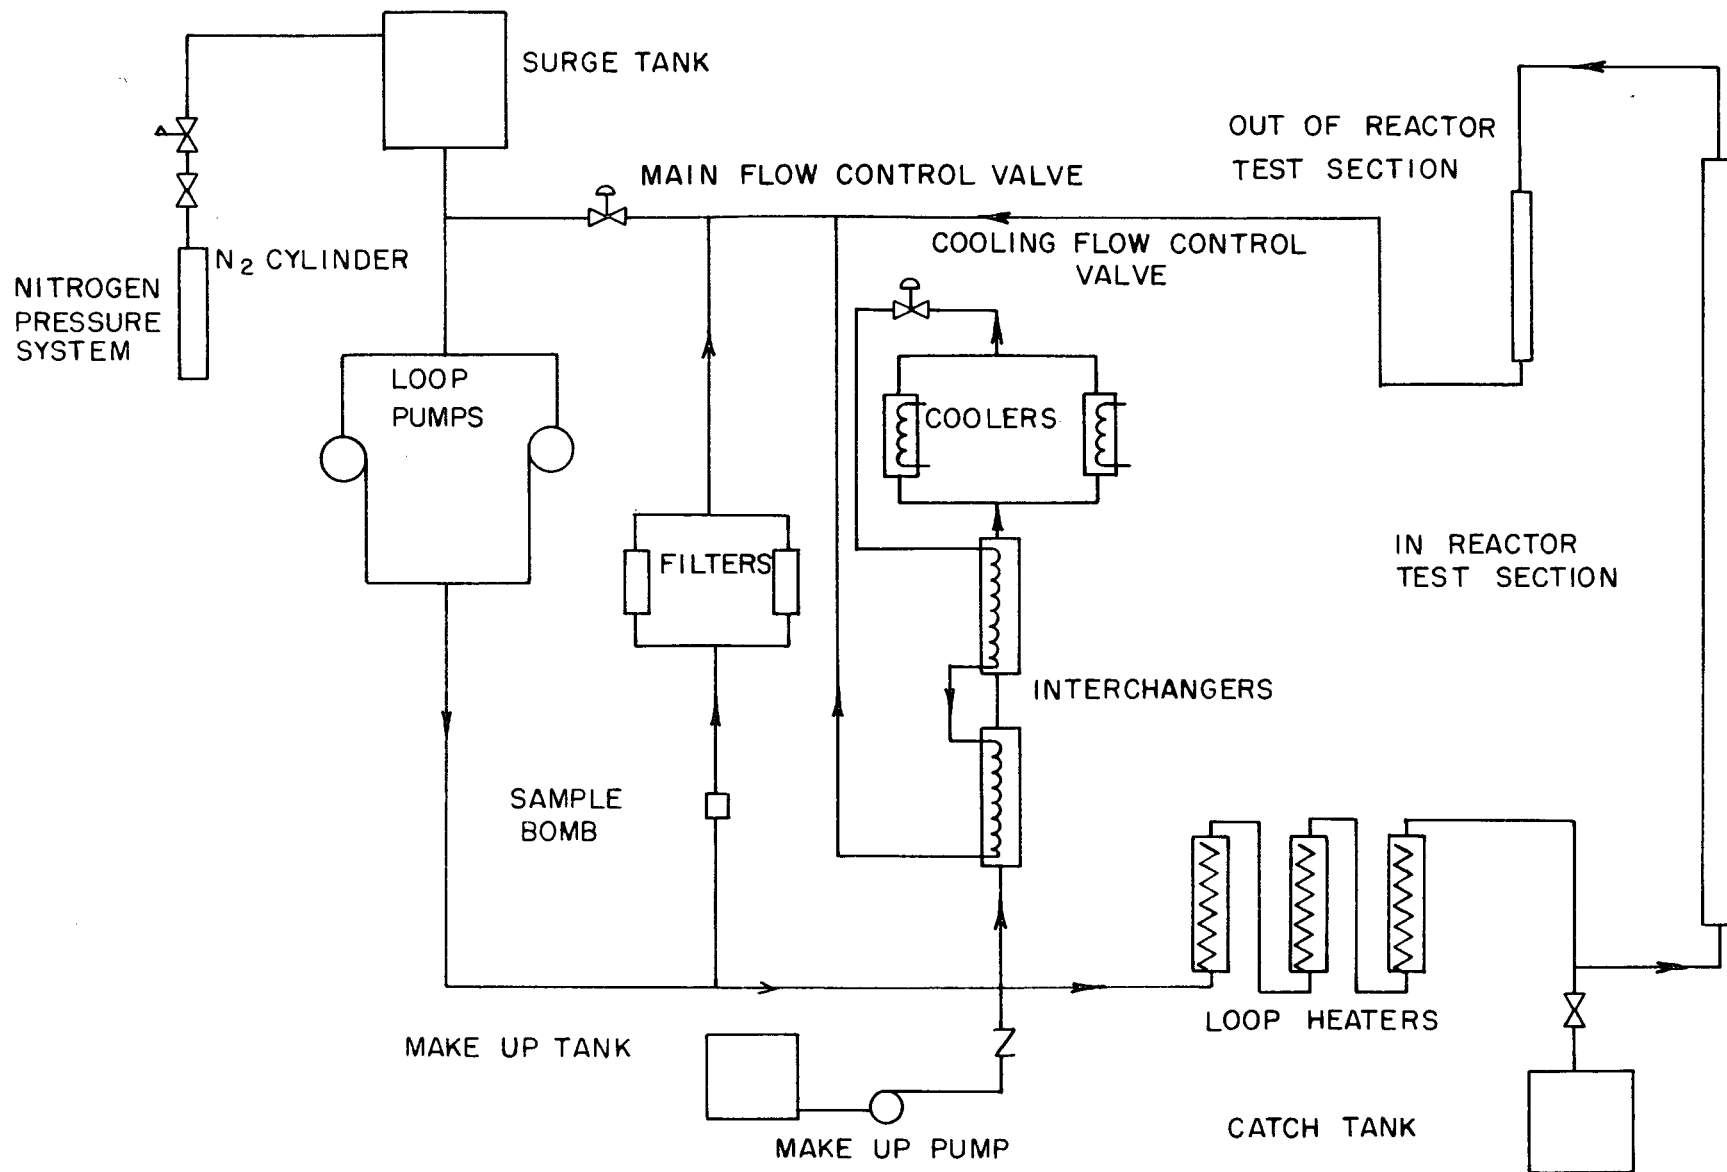 SURGE TANK
OUT OF REACTOR
TEST SECTION
MAIN FLOW CONTROL VALVE
COOLING FLOW CONTROL
VALVE
N2 CYLINDER
NITROGEN
PRESSURE
SYSTEM
LOOP
PUMPS
COOLERS
FILTERS
IN REACTOR
TEST SECTION
INTERCHANGERS
SAMPLE
BOMB
LOOP HEATERS
MAKE UP TANK
MAKE UP PUMP
CATCH TANK